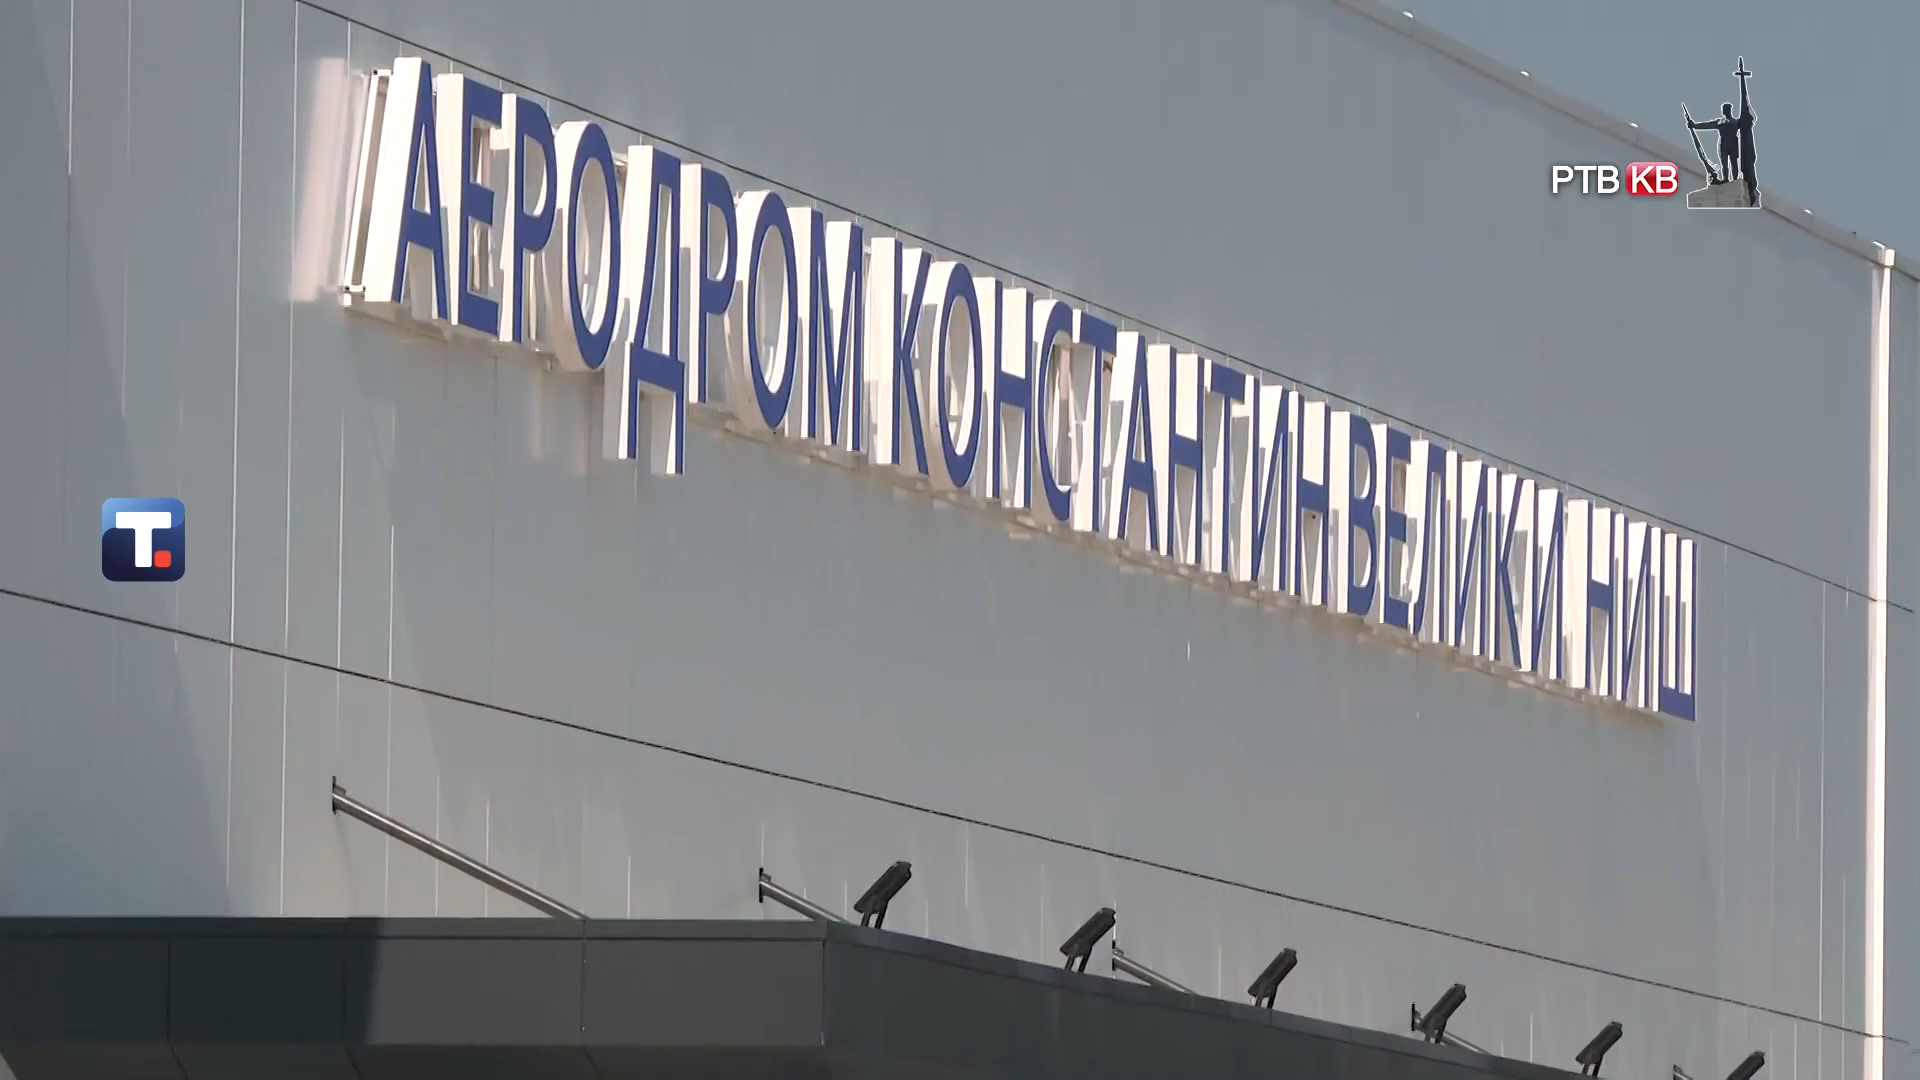 РТВ КВ
АЕРОДРОМ КОНСТАНТИН ВЕЛИКИ НИШ
Т.